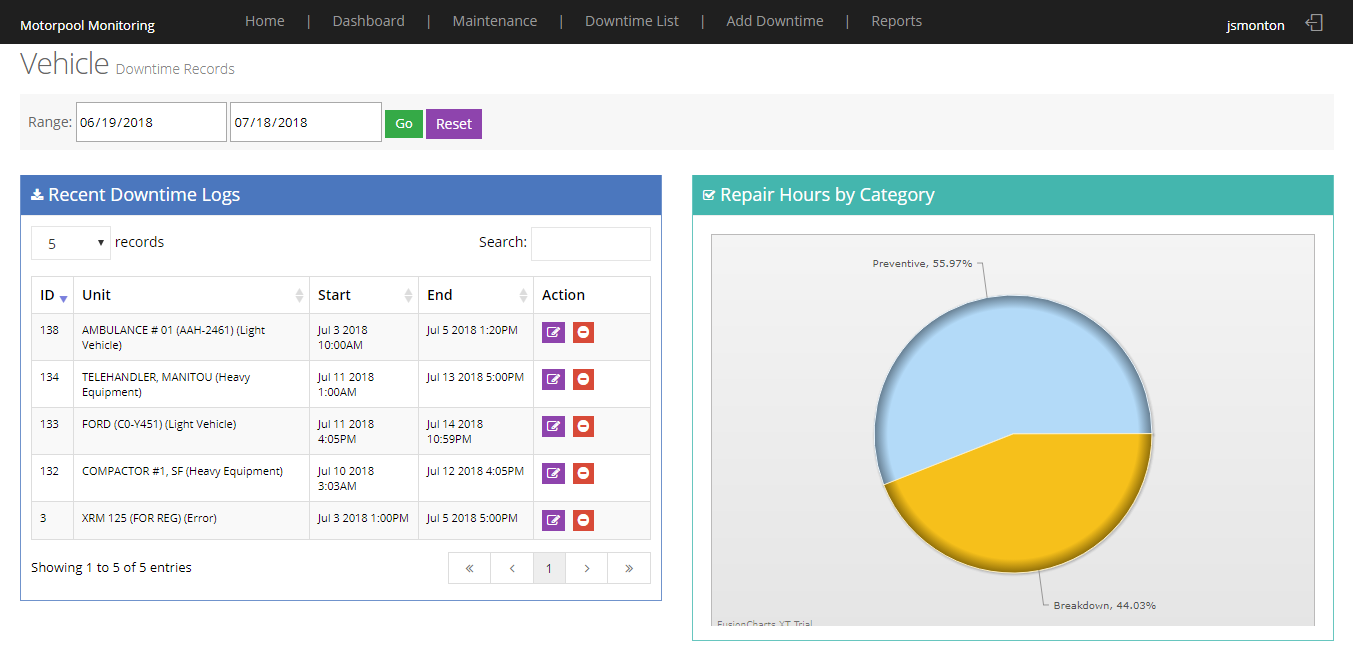 Motorpool Monitoring
Home | Dashboard | Maintenance | Downtime List | Add Downtime | Reports
jsmonton
Vehicle Downtime Records
Range: 06/19/2018 07/18/2018 Go Reset
Recent Downtime Logs
5 records
Search:
ID Unit Start End Action
138 AMBULANCE # 01 (AAH-2461) (Light Jul 3 2018 Jul 5 2018 1:20PM
Vehicle) 10:00AM
134 TELEHANDLER, MANITOU (Heavy Jul 11 2018 Jul 13 2018 5:00PM
Equipment) 1:00AM
133 FORD (C0-Y451) (Light Vehicle) Jul 11 2018 Jul 14 2018
4:05PM 10:59PM
132 COMPACTOR #1, SF (Heavy Equipment) Jul 10 2018 Jul 12 2018 4:05PM
3:03AM
3 XRM 125 (FOR REG) (Error) Jul 3 2018 1:00PM Jul 5 2018 5:00PM
Showing 1 to 5 of 5 entries
« ‹ 1 › »
Repair Hours by Category
Preventive, 55.97%
Breakdown, 44.03%
FusionCharts XT Trial